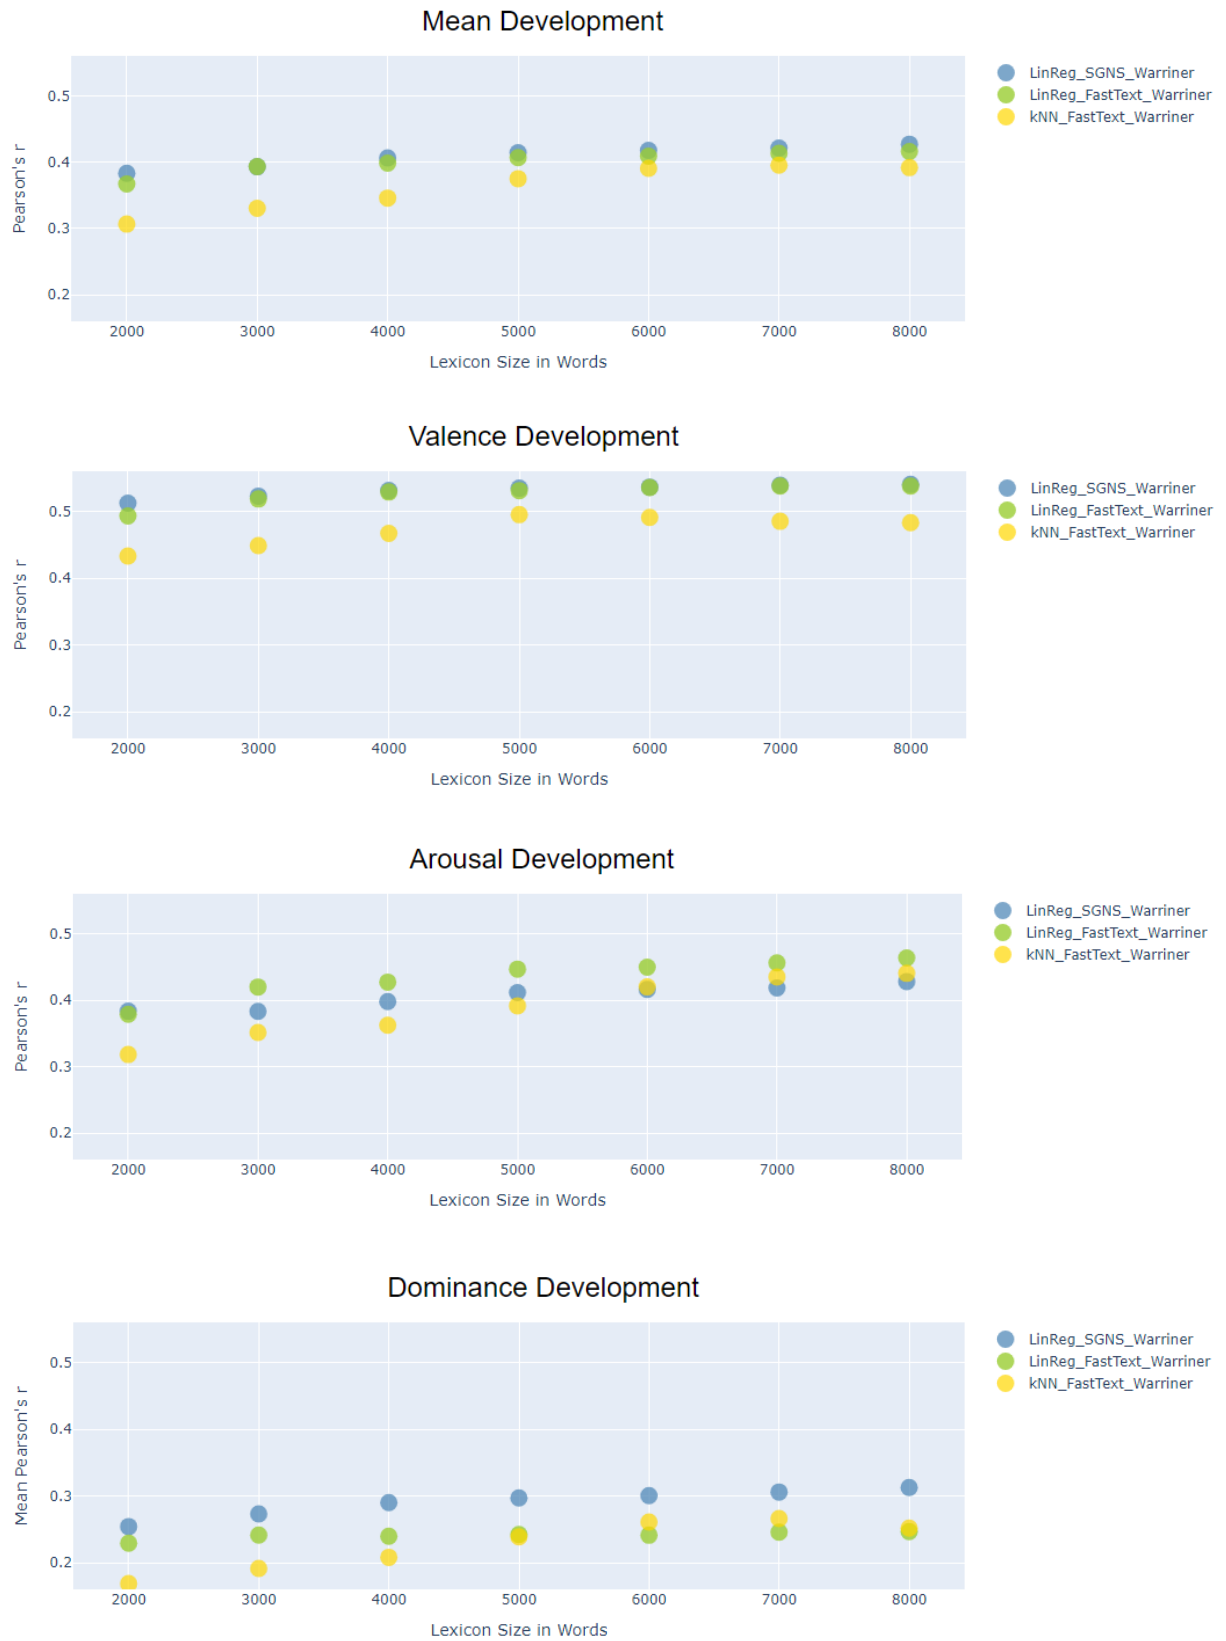 Mean Development
LinReg_SGNS_Warriner
LinReg_FastText_Warriner
kNN_FastText_Warriner
0.5
0.4
0.3
0.2
Pearson's r
2000 3000 4000 5000 6000 7000 8000
Lexicon Size in Words
Valence Development
LinReg_SGNS_Warriner
LinReg_FastText_Warriner
kNN_FastText_Warriner
0.5
0.4
0.3
0.2
Pearson's r
2000 3000 4000 5000 6000 7000 8000
Lexicon Size in Words
Arousal Development
LinReg_SGNS_Warriner
LinReg_FastText_Warriner
kNN_FastText_Warriner
0.5
0.4
0.3
0.2
Pearson's r
2000 3000 4000 5000 6000 7000 8000
Lexicon Size in Words
Dominance Development
LinReg_SGNS_Warriner
LinReg_FastText_Warriner
kNN_FastText_Warriner
0.5
0.4
0.3
0.2
Mean Pearson's r
2000 3000 4000 5000 6000 7000 8000
Lexicon Size in Words